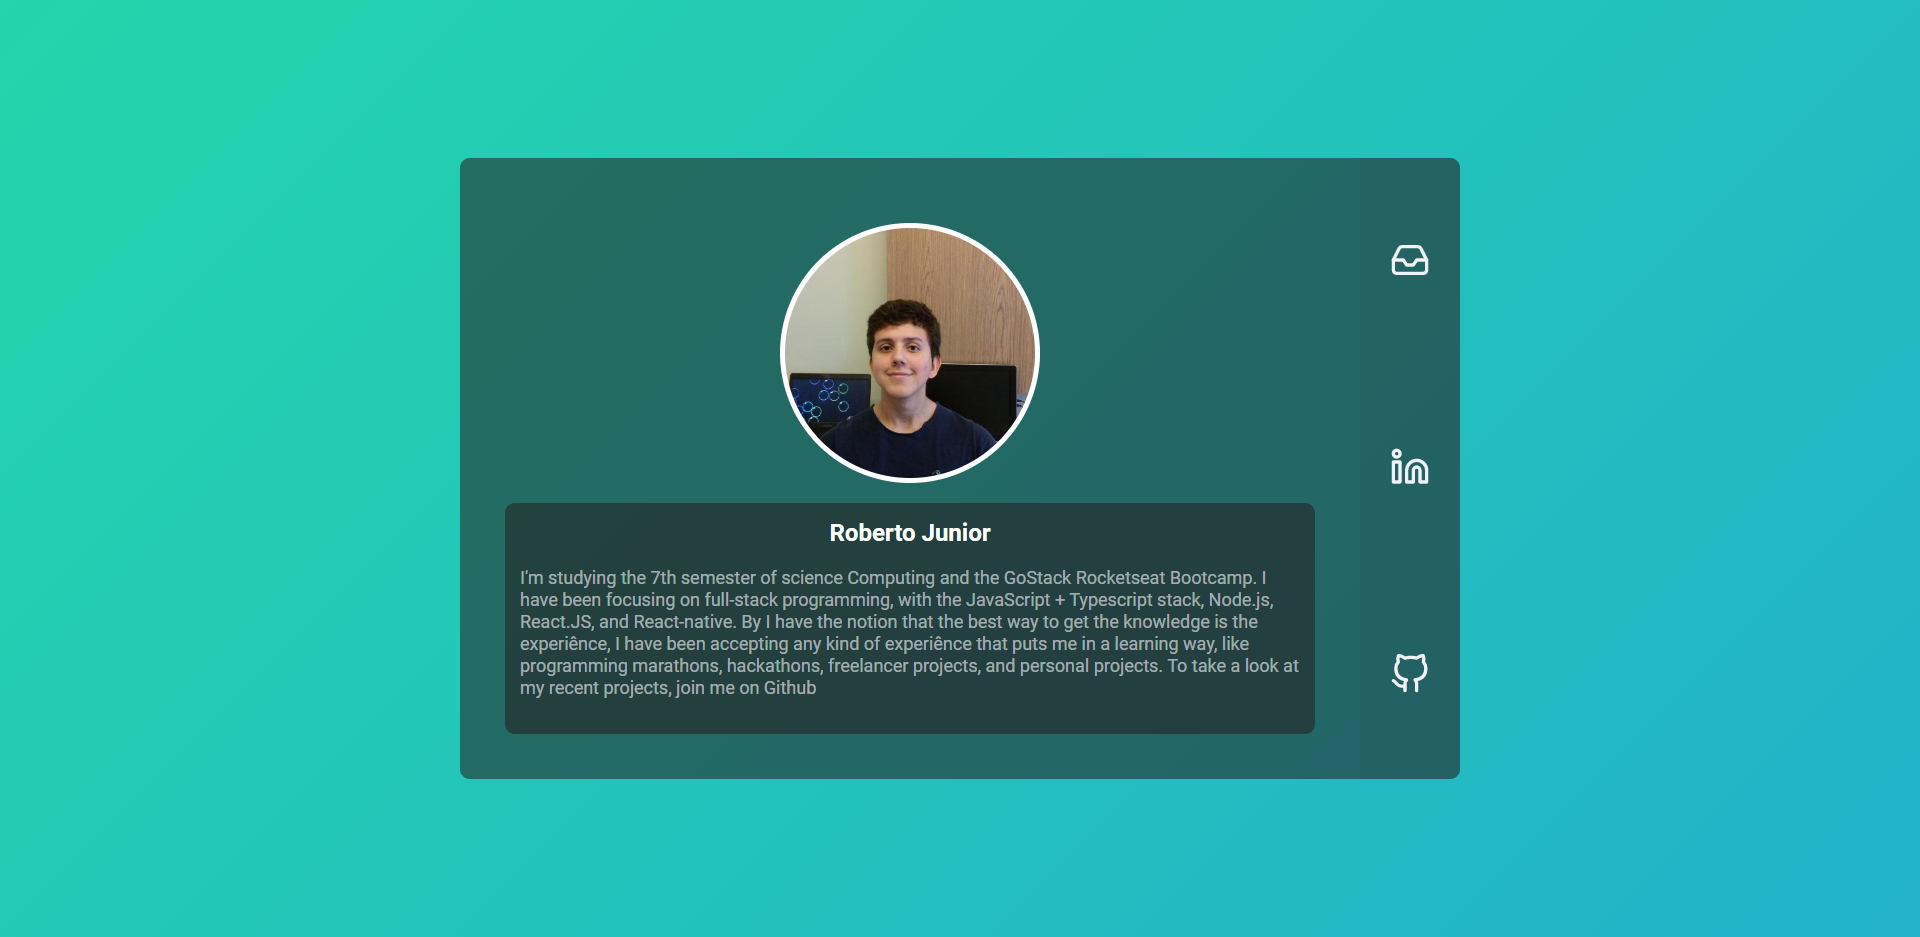 Roberto Junior
I'm studying the 7th semester of science Computing and the GoStack Rocketseat Bootcamp. I
have been focusing on full-stack programming, with the JavaScript + Typescript stack, Node.js,
React.JS, and React-native. By I have the notion that the best way to get the knowledge is the
experiênce, I have been accepting any kind of experiênce that puts me in a learning way, like
programming marathons, hackathons, freelancer projects, and personal projects. To take a look at
my recent projects, join me on Github